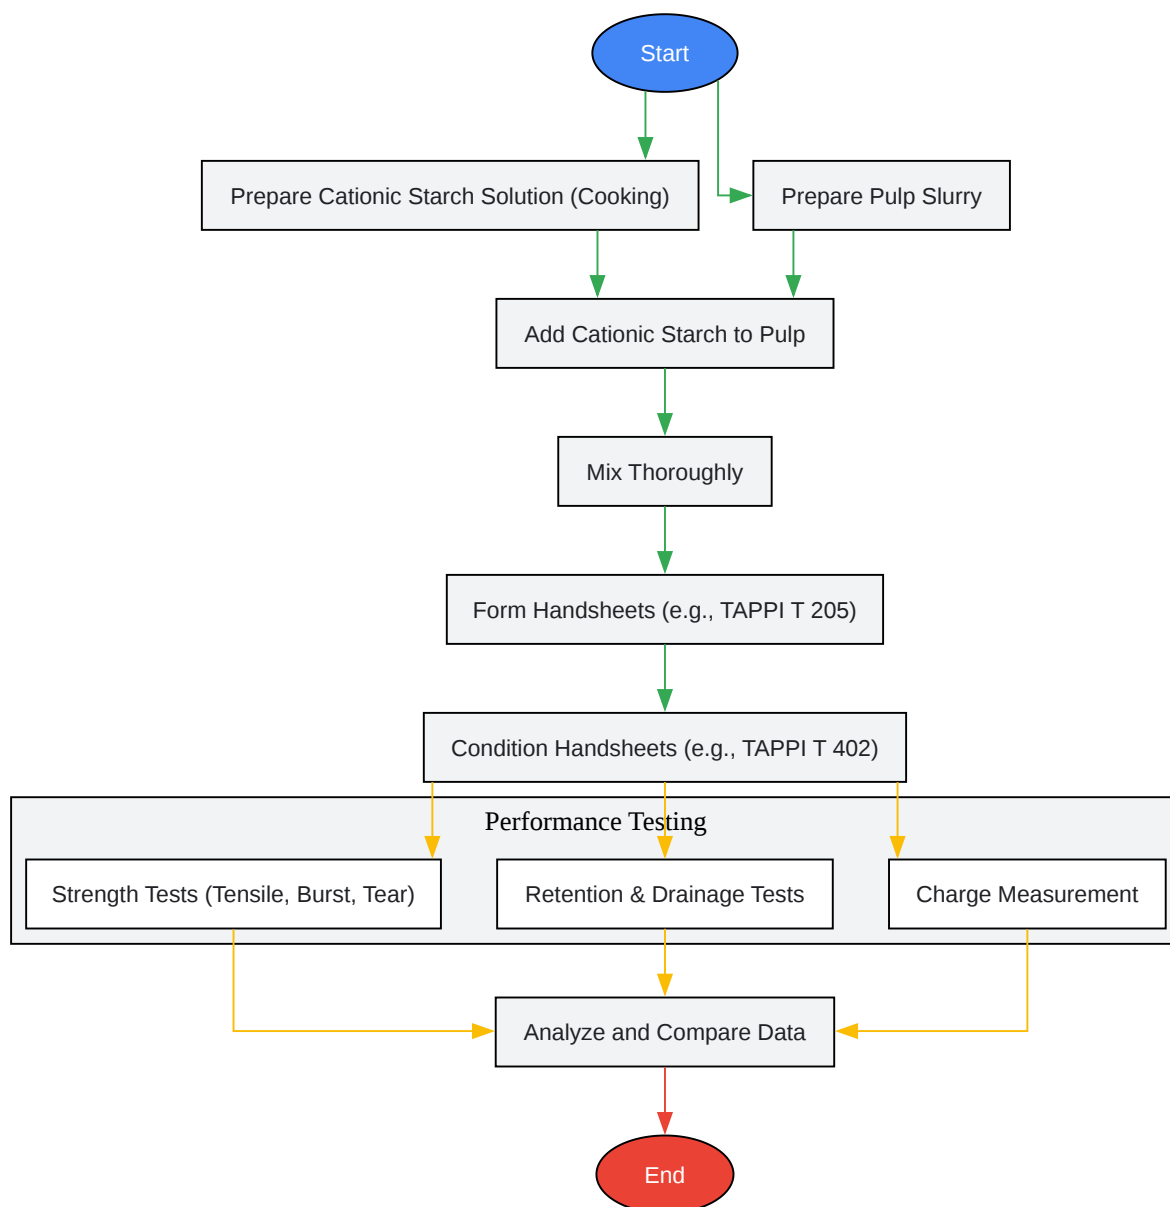 Start
Prepare Cationic Starch Solution (Cooking)
Prepare Pulp Slurry
Add Cationic Starch to Pulp
Mix Thoroughly
Form Handsheets (e.g., TAPPI T 205)
Condition Handsheets (e.g., TAPPI T 402)
Performance Testing
Strength Tests (Tensile, Burst, Tear)
Retention & Drainage Tests
Charge Measurement
Analyze and Compare Data
End